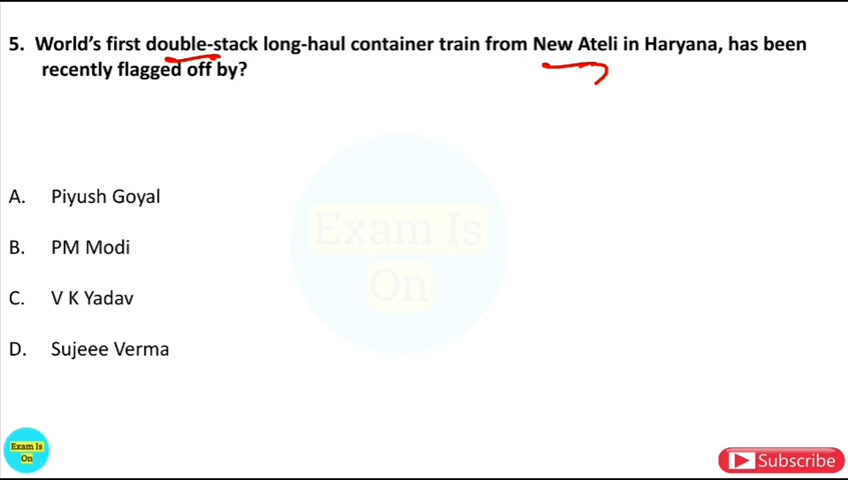 5. World's first double-stack long-haul container train from New Ateli in Haryana, has been
recently flagged off by?
Exam Is
On
A. Piyush Goyal
B. PM Modi
C. V K Yadav
D. Sujeee Verma
Exam Is
On
Subscribe